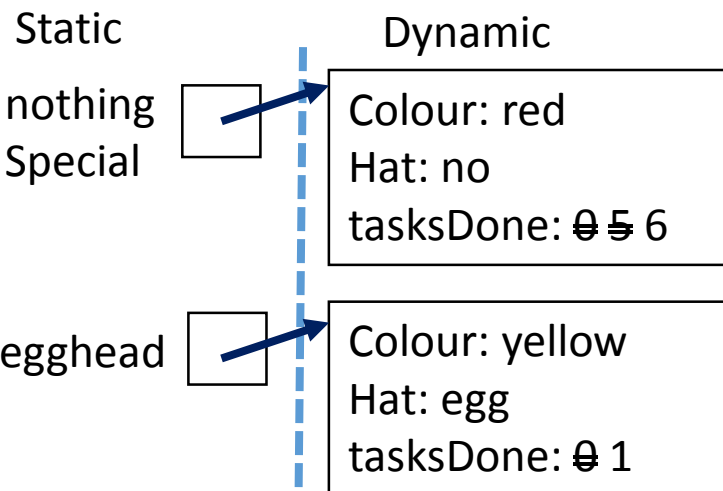 Static
Dynamic
nothing
Special
Colour: red
Hat: no
tasksDone: 0 5 6
egghead
Colour: yellow
Hat: egg
tasksDone: 0 1